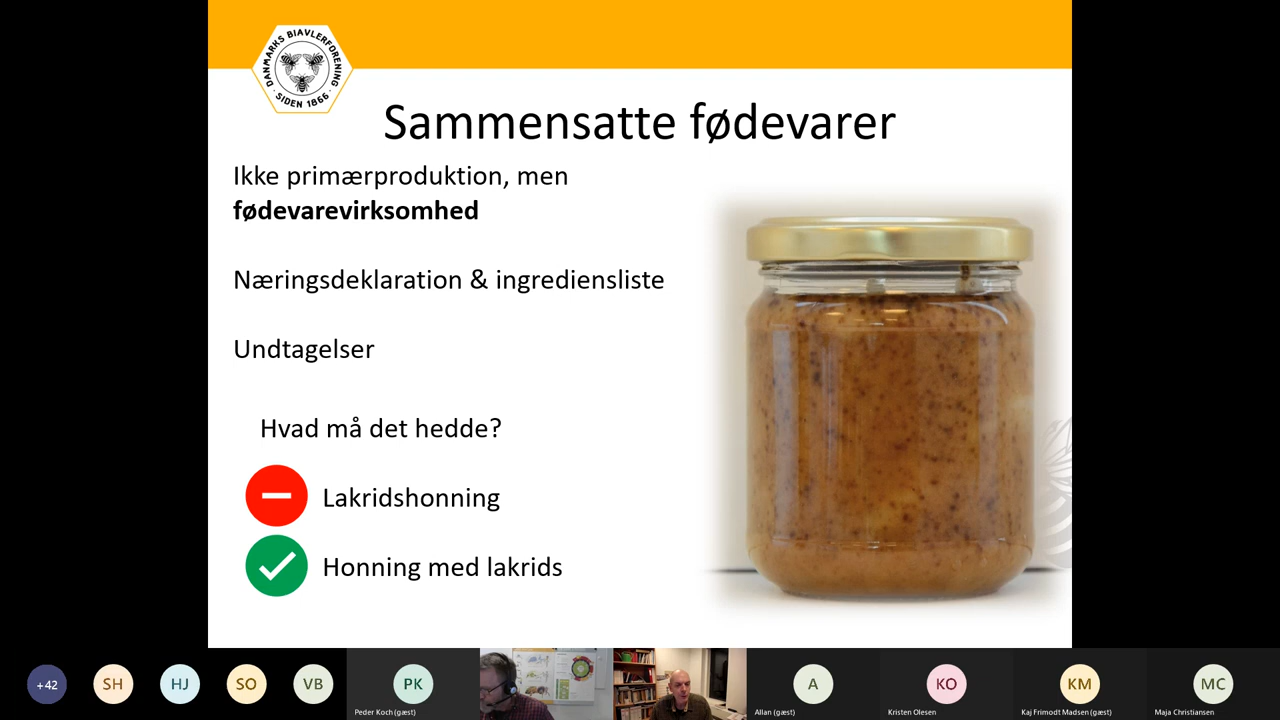 DANMARKS BIAVLERFORENING
· SIDEN 1866 ·
Sammensatte fødevarer
Ikke primærproduktion, men
fødevarevirksomhed
Næringsdeklaration & ingrediensliste
Undtagelser
Hvad må det hedde?
Lakridshonning
Honning med lakrids
+42
SH
HJ
SO
VB
PK
Peder Koch (gæst)
A
Allan (gæst)
KO
Kristen Olesen
KM
Kaj Frimodt Madsen (gæst)
MC
Maja Christiansen